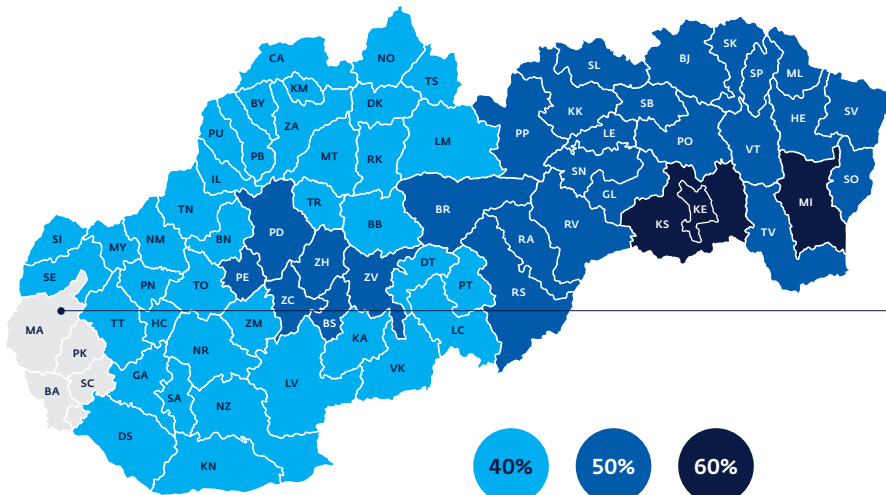 CA
NO
TS
KM
BY
DK
ZA
PU
PB
MT
RK
LM
IL
TN
TR
BB
SI
MY
NM
BN
PD
SE
PN
TO
PE
ZH
ZV
DT
PT
ZC
BS
MA
TT
HC
ZM
KA
LC
PK
NR
VK
BA
SC
GA
SA
NZ
LV
DS
KN
SL
BJ
SK
SP
ML
PP
KK
SB
HE
SV
LE
PO
VT
SN
GL
SO
BR
RV
RA
KS
KE
MI
TV
RS
40%
50%
60%